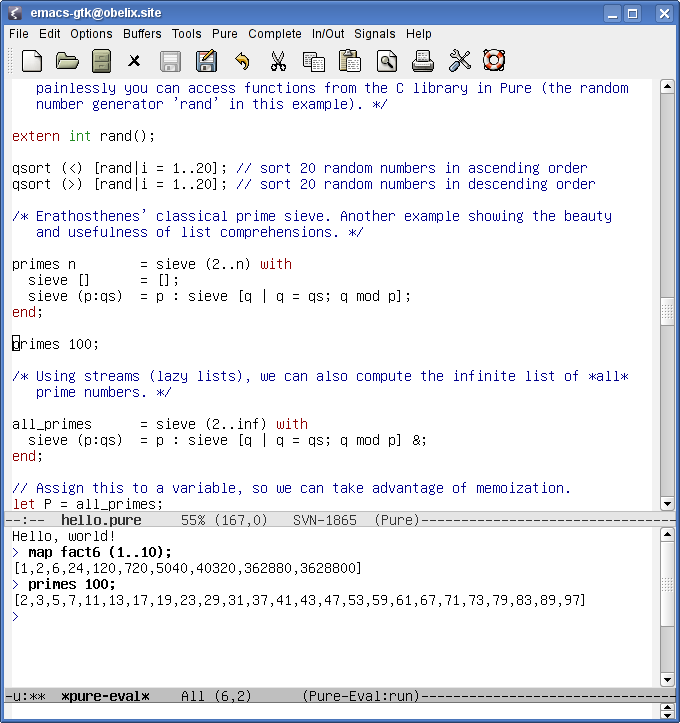 emacs-gtk@obelix.site
File Edit Options Buffers Tools Pure Complete In/Out Signals Help
painlessly you can access functions from the C library in Pure (the random
number generator 'rand' in this example). */
extern int rand();
qsort (<) [rand|i = 1..20]; // sort 20 random numbers in ascending order
qsort (>) [rand|i = 1..20]; // sort 20 random numbers in descending order
/* Erathosthenes' classical prime sieve. Another example showing the beauty
and usefulness of list comprehensions. */
primes n        = sieve (2..n) with
  sieve []      = [];
  sieve (p:qs)  = p : sieve [q | q = qs; q mod p];
end;
primes 100;
/* Using streams (lazy lists), we can also compute the infinite list of *all*
prime numbers. */
all_primes      = sieve (2..inf) with
  sieve (p:qs)  = p : sieve [q | q = qs; q mod p] &;
end;
// Assign this to a variable, so we can take advantage of memoization.
let P = all_primes;
--:--  hello.pure     55% (167,0)   SVN-1865  (Pure)--------------------------------
Hello, world!
> map fact6 (1..10);
[1,2,6,24,120,720,5040,40320,362880,3628800]
> primes 100;
[2,3,5,7,11,13,17,19,23,29,31,37,41,43,47,53,59,61,67,71,73,79,83,89,97]
>
-u:**  *pure-eval*    All (6,2)      (Pure-Eval:run)--------------------------------